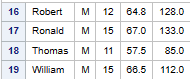 16 Robert M 12 64.8 128.0
17 Ronald M 15 67.0 133.0
18 Thomas M 11 57.5 85.0
19 William M 15 66.5 112.0